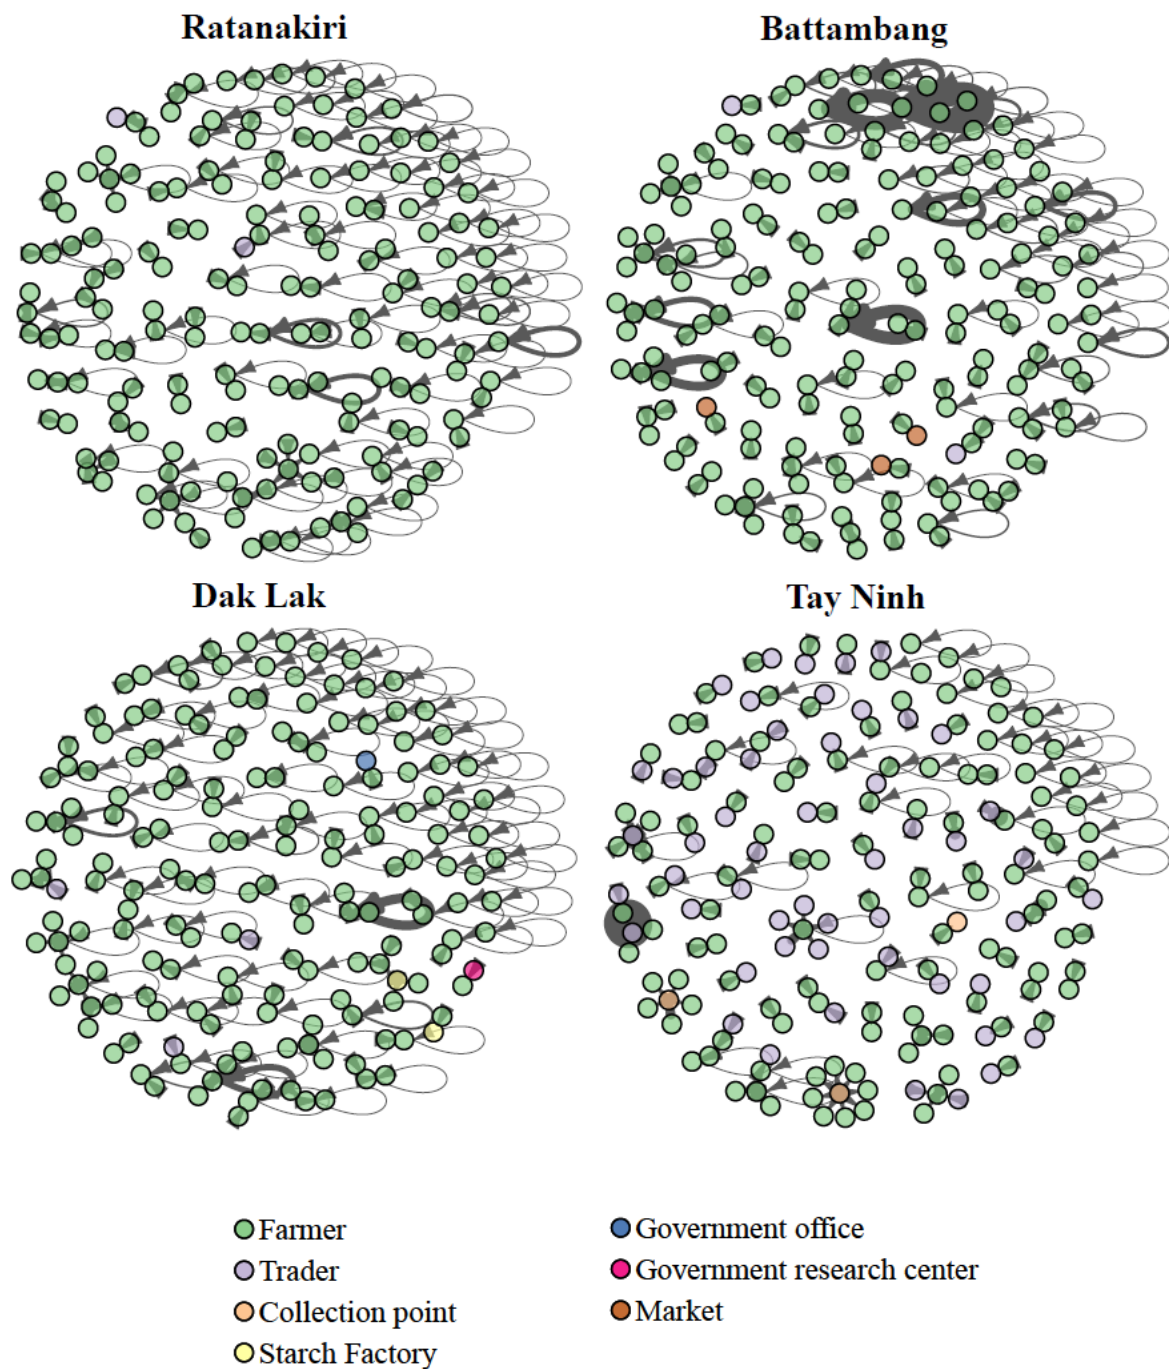 Ratanakiri
Battambang
Dak Lak
Tay Ninh
Farmer
Trader
Collection point
Starch Factory
Government office
Government research center
Market